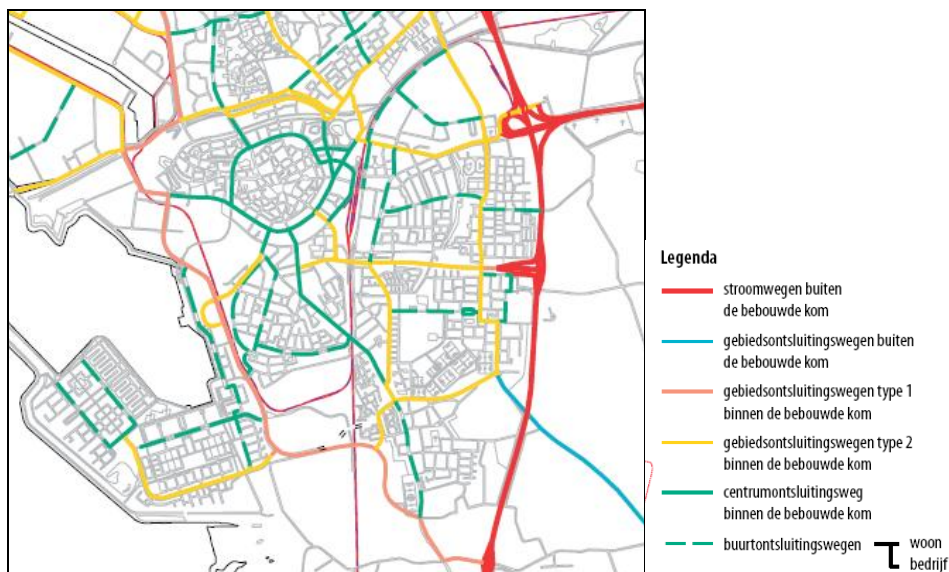 Legenda
stroomwegen buiten
de bebouwde kom
gebiedsontsluitingswegen buiten
de bebouwde kom
gebiedsontsluitingswegen type 1
binnen de bebouwde kom
gebiedsontsluitingswegen type 2
binnen de bebouwde kom
centrumontsluitingsweg
binnen de bebouwde kom
buurtontsluitingswegen
woon
bedrijf